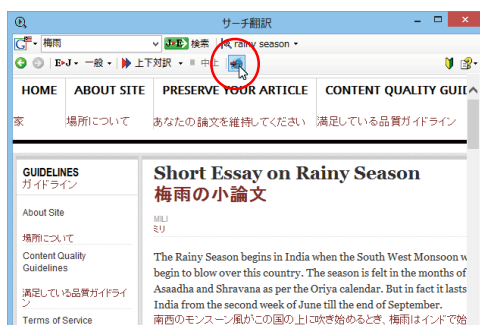 サーチ翻訳
梅雨 J▸E 検索 rainy season
E▸J 一般 上下対訳 中止
HOME ABOUT SITE PRESERVE YOUR ARTICLE CONTENT QUALITY GUII
家 場所について あなたの論文を維持してください 満足している品質ガイドライン
GUIDELINES
ガイドライン
About Site
場所について
Content Quality
Guidelines
満足している品質ガイドライ
ン
Terms of Service
Short Essay on Rainy Season
梅雨の小論文
MILI
ミリ
The Rainy Season begins in India when the South West Monsoon w
begin to blow over this country. The season is felt in the months of
Asaadha and Shravana as per the Oriya calendar. But in fact it lasts
India from the second week of June till the end of September.
南西のモンスーン風がこの国の上に吹き始めるとき、梅雨はインドで始